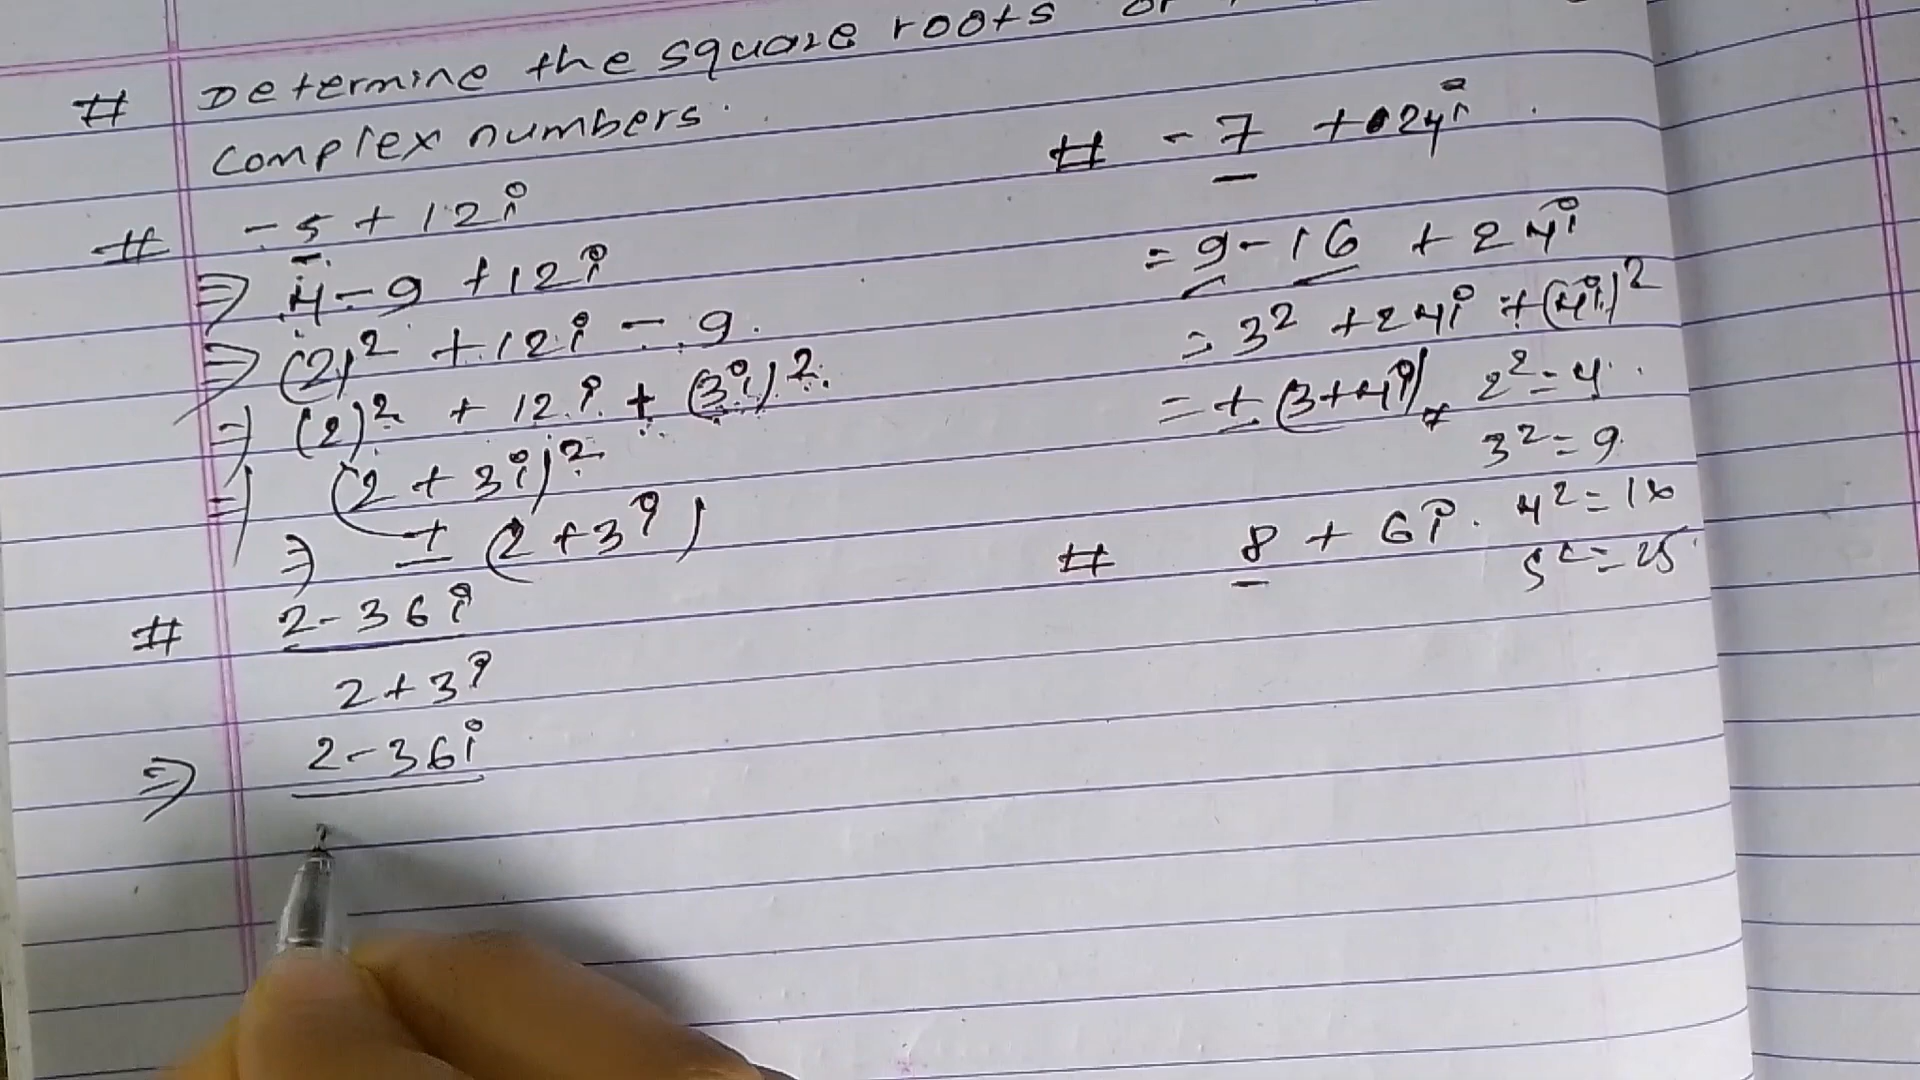 # Determine the square roots
complex numbers.
# -5 + 12i
⇒ 4-9 +12i
⇒ (2)² +12i - 9.
⇒ (2)² + 12i + (3i)².
⇒ (2 + 3i)²
⇒ ± (2 +3i)
# 2-36i
2+3i
⇒ 2-36i
# -7 + 24i
= 9-16 + 24i
= 3² +24i + (4i)²
= ± (3+4i)
2² = 4
3² = 9
4² = 16
5² = 25
# 8 + 6i